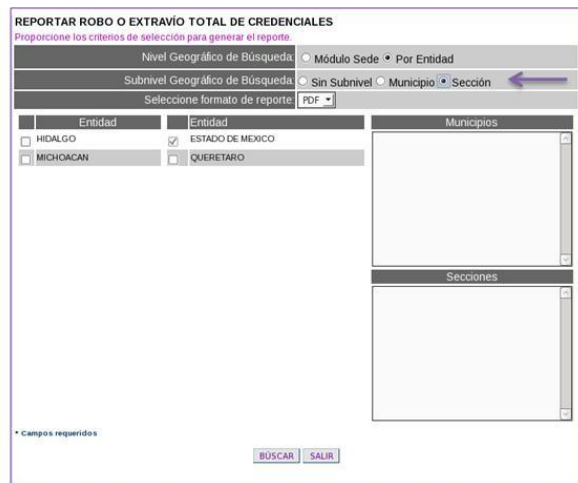 REPORTAR ROBO O EXTRAVÍO TOTAL DE CREDENCIALES
Proporcione los criterios de selección para generar el reporte.
Nivel Geográfico de Búsqueda: Módulo Sede Por Entidad
Subnivel Geográfico de Búsqueda: Sin Subnivel Municipio Sección
Seleccione formato de reporte: PDF
Entidad Entidad Municipios
HIDALGO ESTADO DE MEXICO
MICHOACAN QUERETARO
Secciones
* Campos requeridos
BÚSCAR SALIR